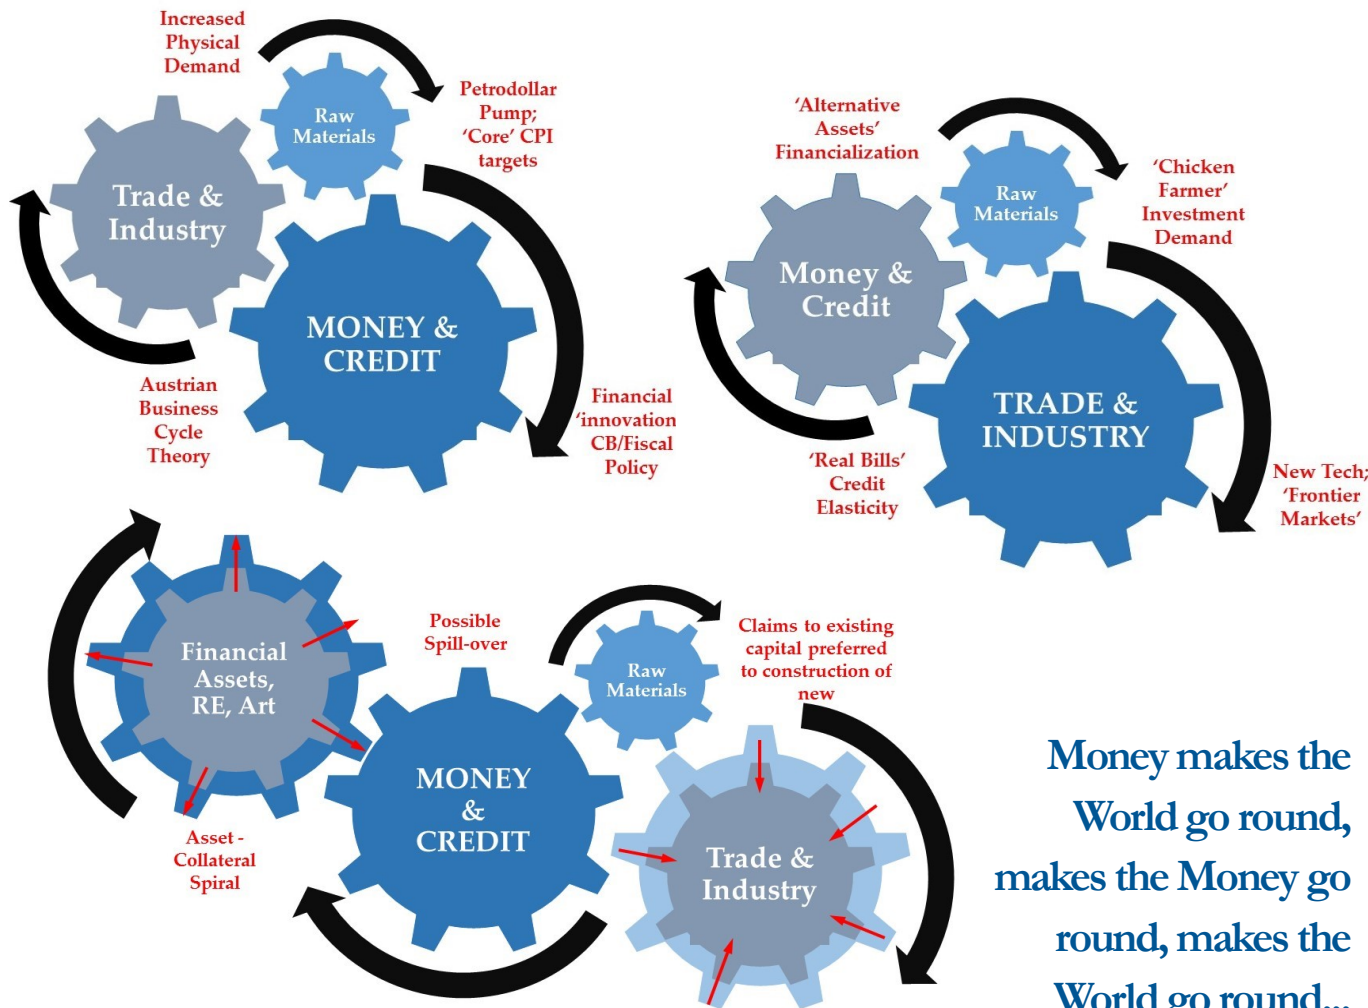 Increased
Physical
Demand
Raw
Materials
Petrodollar
Pump;
‘Core’ CPI
targets
Trade &
Industry
MONEY &
CREDIT
Austrian
Business
Cycle
Theory
Financial
‘innovation
CB/Fiscal
Policy
‘Alternative
Assets’
Financialization
Raw
Materials
‘Chicken
Farmer’
Investment
Demand
Money &
Credit
TRADE &
INDUSTRY
‘Real Bills’
Credit
Elasticity
New Tech;
‘Frontier
Markets’
Financial
Assets,
RE, Art
Possible
Spill-over
Raw
Materials
Claims to existing
capital preferred
to construction of
new
MONEY
&
CREDIT
Asset -
Collateral
Spiral
Trade &
Industry
Money makes the
World go round,
makes the Money go
round, makes the
World go round...